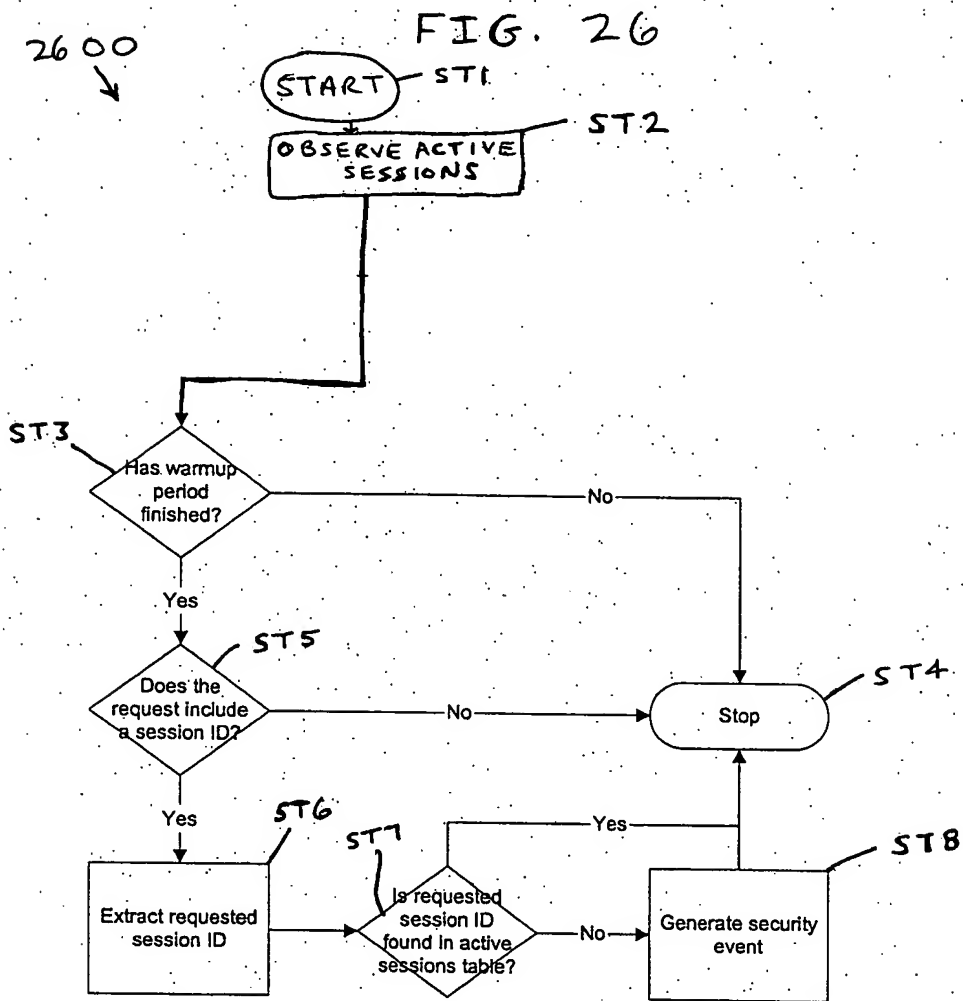 FIG. 26
2600
START
ST1
ST2
OBSERVE ACTIVE
SESSIONS
ST3
Has warmup
period
finished?
No
Yes
ST5
Does the
request include
a session ID?
No
ST4
Stop
Yes
ST6
ST7
Yes
ST8
Extract requested
session ID
Is requested
session ID
found in active
sessions table?
No
Generate security
event